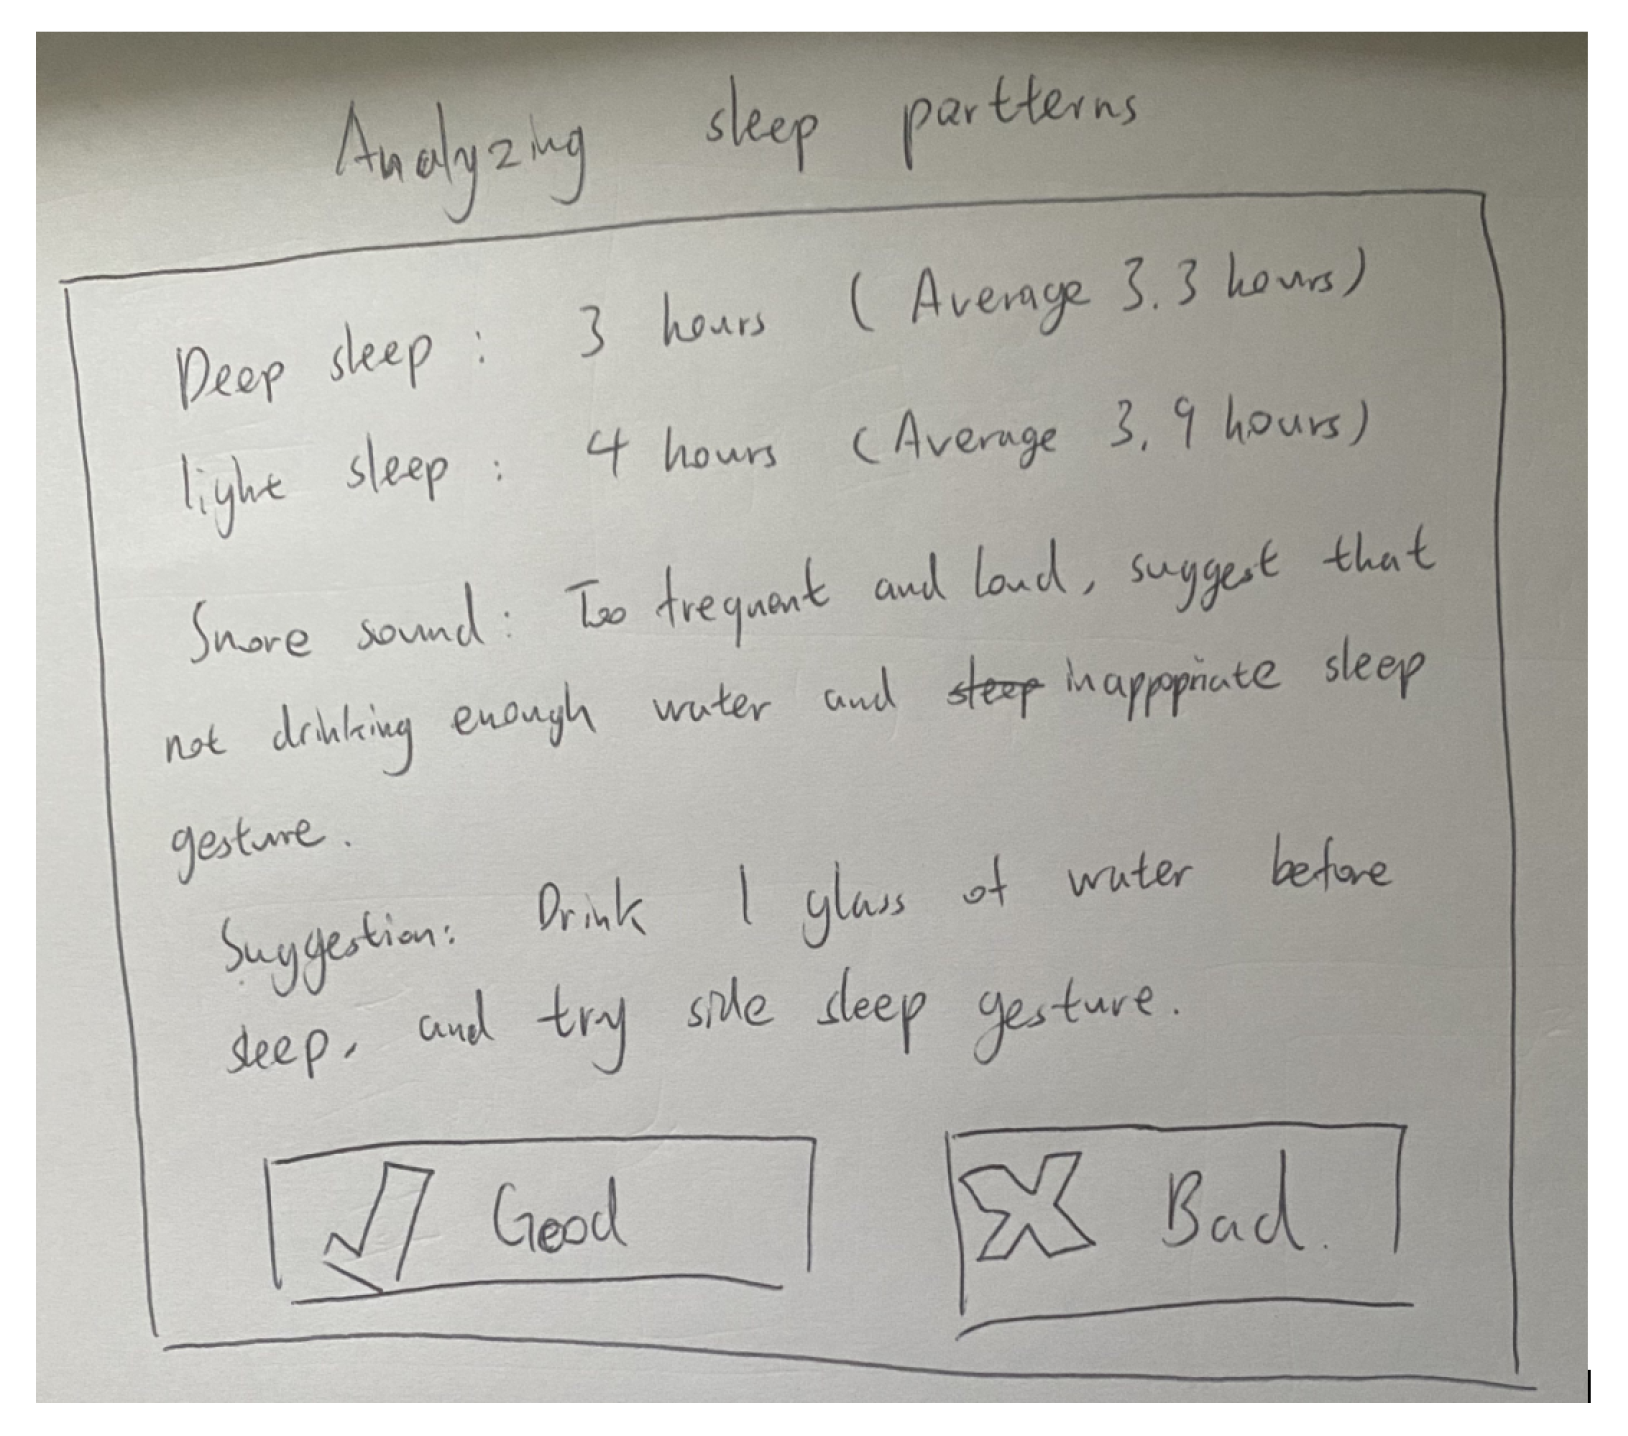 Analyzing sleep partterns
Deep sleep : 3 hours ( Average 3.3 hours)
light sleep : 4 hours (Average 3.9 hours)
Snore sound : Too frequent and loud, suggest that
not drinking enough water and sleep inappopriate sleep
gesture.
Suggestion: Drink 1 glass of water before
sleep, and try side sleep gesture.
Good
Bad.